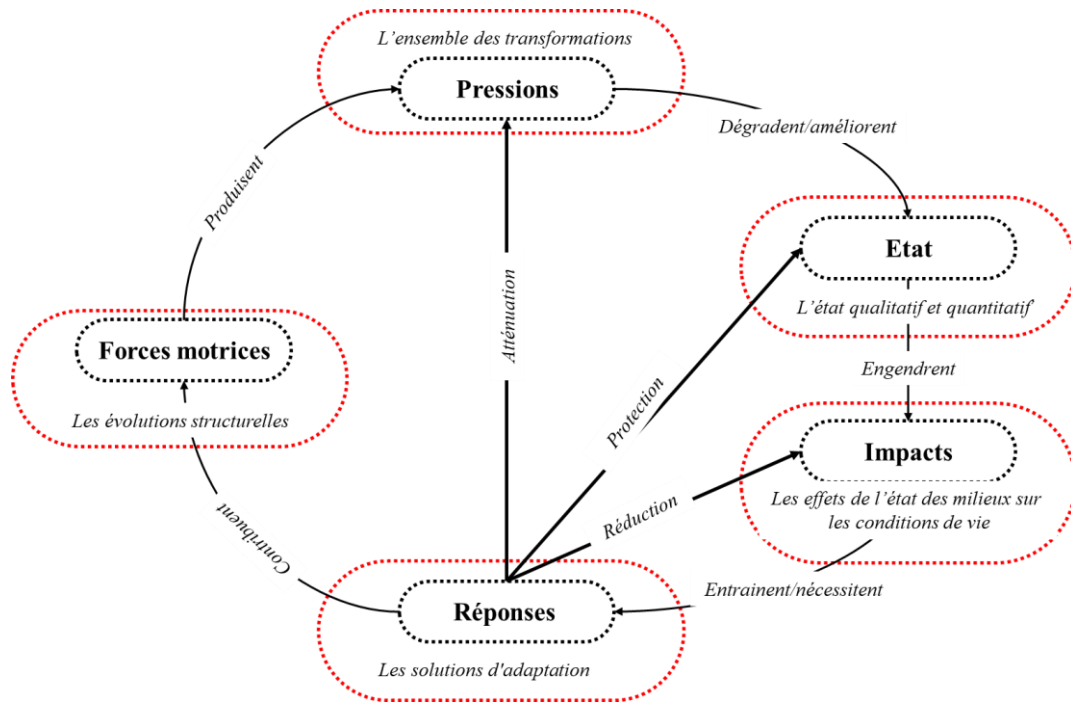 L'ensemble des transformations
Pressions
Dégradent/améliorent
Produisent
Etat
L'état qualitatif et quantitatif
Atténuation
Forces motrices
Les évolutions structurelles
Engendrent
Protection
Impacts
Les effets de l'état des milieux sur
les conditions de vie
Réduction
Contribuent
Entrainent/nécessitent
Réponses
Les solutions d'adaptation